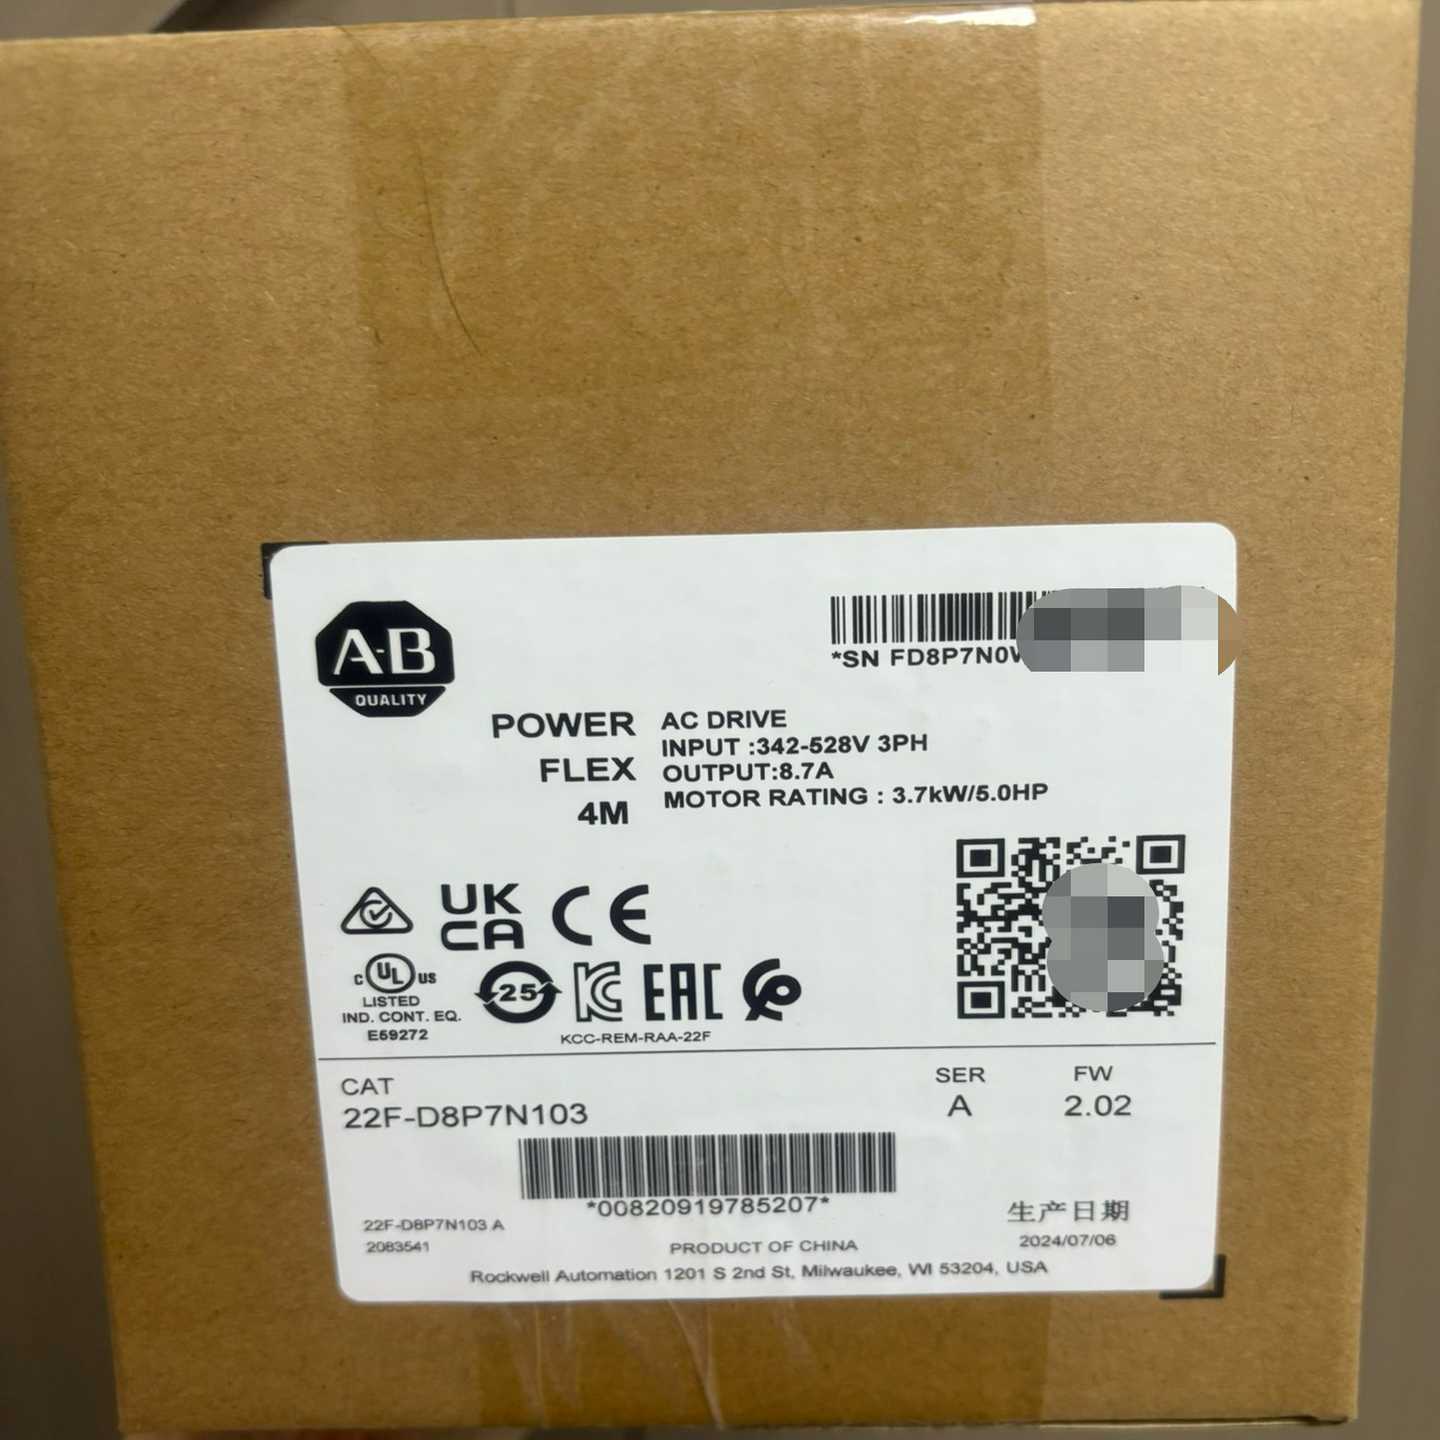 A-B
QUALITY
*SN FD8P7N0
POWER
FLEX
4M
AC DRIVE
INPUT :342-528V 3PH
OUTPUT:8.7A
MOTOR RATING : 3.7kW/5.0HP
UK
CA
CE
C UL US
LISTED
IND. CONT. EQ.
E59272
25
KC
EAC
KCC-REM-RAA-22F
CAT
22F-D8P7N103
SER
A
FW
2.02
*00820919785207*
22F-D8P7N103 A
2083541
PRODUCT OF CHINA
生产日期
2024/07/06
Rockwell Automation 1201 S 2nd St, Milwaukee, WI 53204, USA